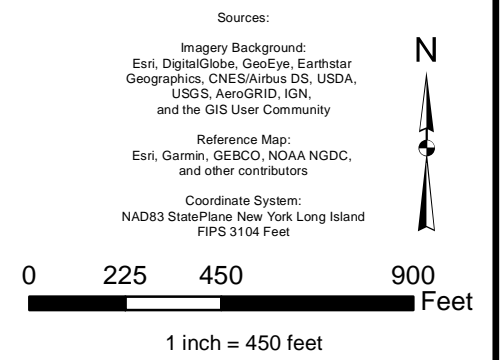 Sources:
Imagery Background:
Esri, DigitalGlobe, GeoEye, Earthstar
Geographics, CNES/Airbus DS, USDA,
USGS, AeroGRID, IGN,
and the GIS User Community
Reference Map:
Esri, Garmin, GEBCO, NOAA NGDC,
and other contributors
Coordinate System:
NAD83 StatePlane New York Long Island
FIPS 3104 Feet
N
0 225 450 900
Feet
1 inch = 450 feet